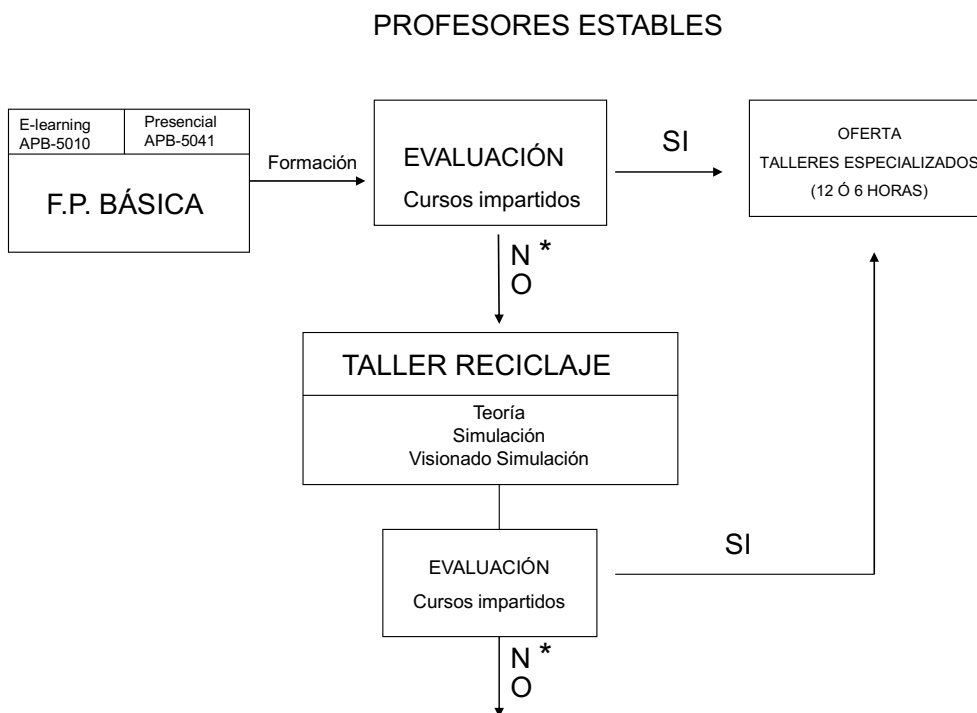 PROFESORES ESTABLES
E-learning
APB-5010
Presencial
APB-5041
F.P. BÁSICA
Formación
EVALUACIÓN
Cursos impartidos
SI
OFERTA
TALLERES ESPECIALIZADOS
(12 Ó 6 HORAS)
N *
O
TALLER RECICLAJE
Teoría
Simulación
Visionado Simulación
EVALUACIÓN
Cursos impartidos
SI
N *
O